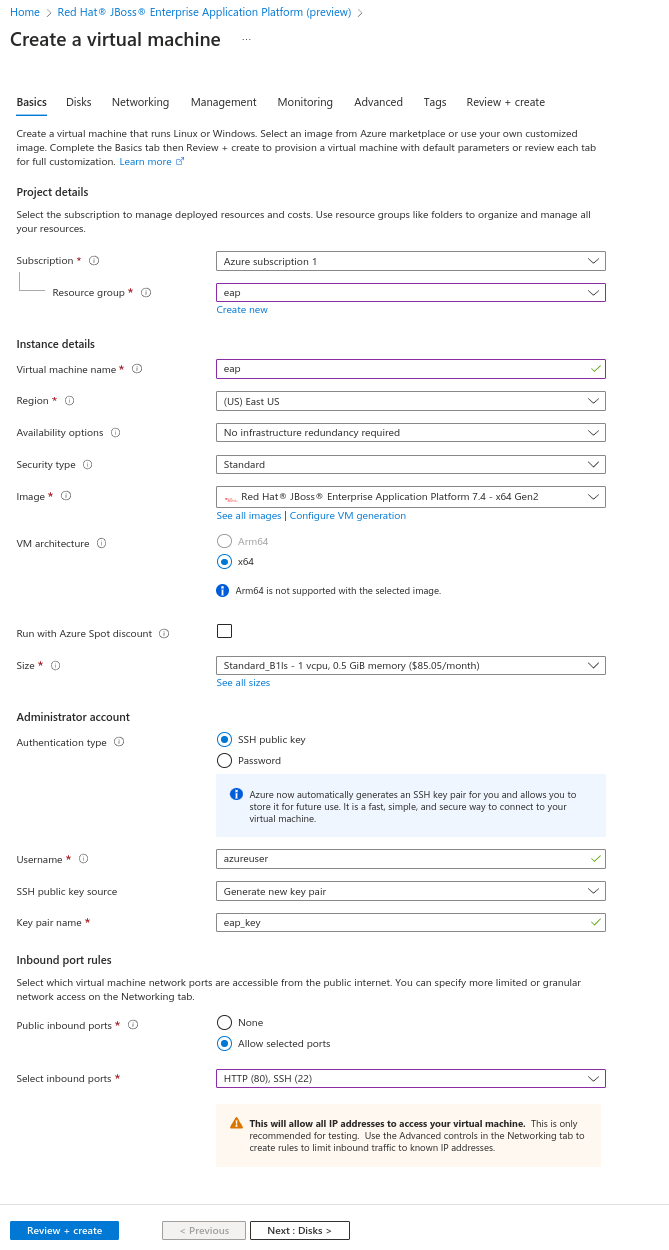 Home > Red Hat® JBoss® Enterprise Application Platform (preview) >
Create a virtual machine ...
Basics Disks Networking Management Monitoring Advanced Tags Review + create
Create a virtual machine that runs Linux or Windows. Select an image from Azure marketplace or use your own customized
image. Complete the Basics tab then Review + create to provision a virtual machine with default parameters or review each tab
for full customization. Learn more
Project details
Select the subscription to manage deployed resources and costs. Use resource groups like folders to organize and manage all
your resources.
Subscription * Azure subscription 1
Resource group * eap
Create new
Instance details
Virtual machine name * eap
Region * (US) East US
Availability options No infrastructure redundancy required
Security type Standard
Image * Red Hat® JBoss® Enterprise Application Platform 7.4 - x64 Gen2
See all images | Configure VM generation
VM architecture Arm64
x64
Arm64 is not supported with the selected image.
Run with Azure Spot discount
Size * Standard_B1ls - 1 vcpu, 0.5 GiB memory ($85.05/month)
See all sizes
Administrator account
Authentication type SSH public key
Password
Azure now automatically generates an SSH key pair for you and allows you to
store it for future use. It is a fast, simple, and secure way to connect to your
virtual machine.
Username * azureuser
SSH public key source Generate new key pair
Key pair name * eap_key
Inbound port rules
Select which virtual machine network ports are accessible from the public internet. You can specify more limited or granular
network access on the Networking tab.
Public inbound ports * None
Allow selected ports
Select inbound ports * HTTP (80), SSH (22)
This will allow all IP addresses to access your virtual machine. This is only
recommended for testing. Use the Advanced controls in the Networking tab to
create rules to limit inbound traffic to known IP addresses.
Review + create < Previous Next : Disks >